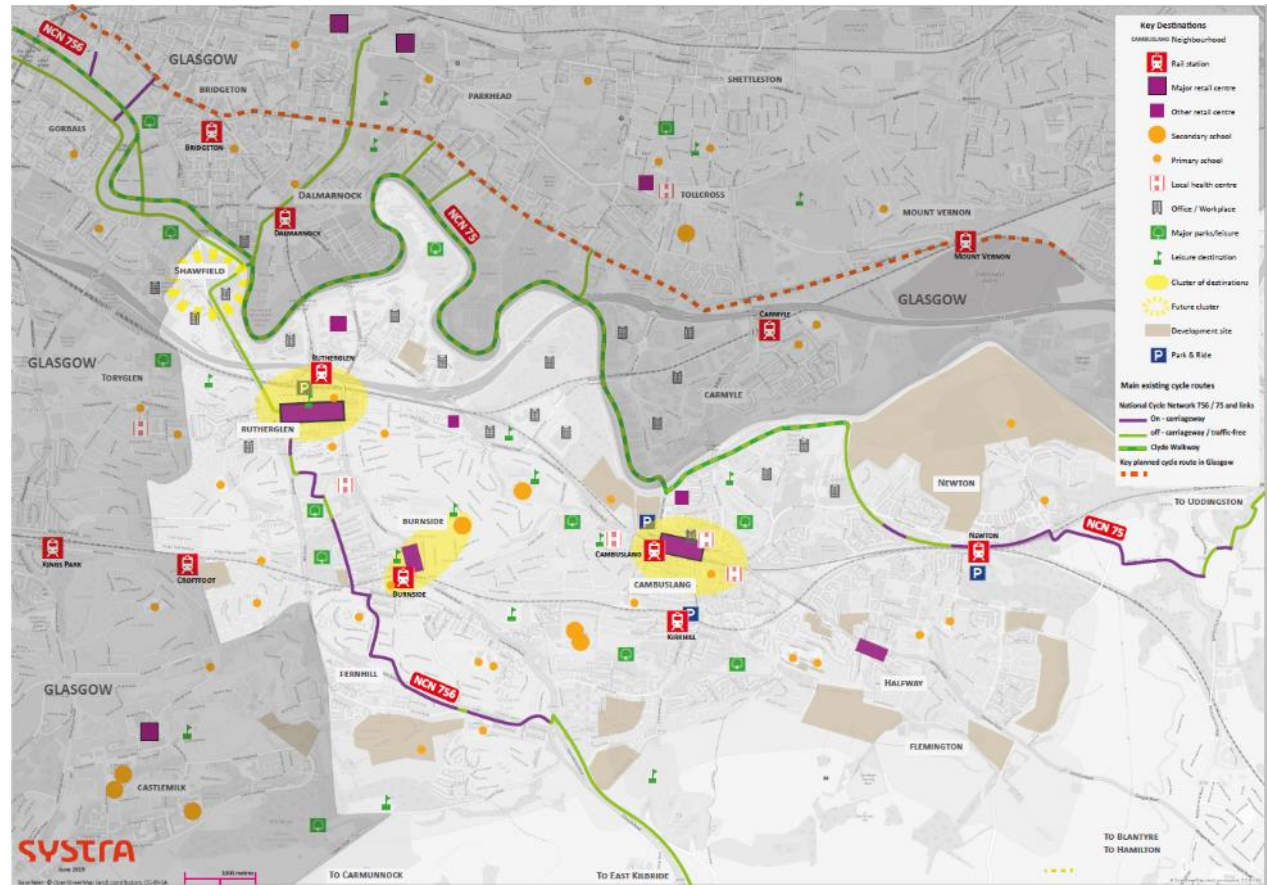 NCN 756
GLASGOW
BRIDGETON
PARKHEAD
SHETTLESTON
GORBALS
BRIDGETON
DALMARNOCK
TOLLCROSS
DALMARNOCK
NCN 75
MOUNT VERNON
MOUNT VERNON
SHAWFIELD
GLASGOW
CARMYLE
GLASGOW
RUTHERGLEN
TORYGLEN
CARMYLE
P
RUTHERGLEN
NEWTON
TO UDDINGSTON
BURNSIDE
P
NCN 75
NEWTON
KINGS PARK
CAMBUSLANG
CROFTFOOT
P
CAMBUSLANG
BURNSIDE
P
KIRKHILL
FERNHILL
HALFWAY
NCN 756
GLASGOW
FLEMINGTON
CASTLEMILK
SYSTRA
June 2019
1000 metres
TO CARMUNNOCK
TO EAST KILBRIDE
TO BLANTYRE
TO HAMILTON
Key Destinations
CAMBUSLANG Neighbourhood
Rail station
Major retail centre
Other retail centre
Secondary school
Primary school
H Local health centre
Office / Workplace
Major parks/leisure
Leisure destination
Cluster of destinations
Future cluster
Development site
P Park & Ride
Main existing cycle routes
National Cycle Network 756 / 75 and links
On - carriageway
off - carriageway / traffic-free
Clyde Walkway
Key planned cycle route in Glasgow